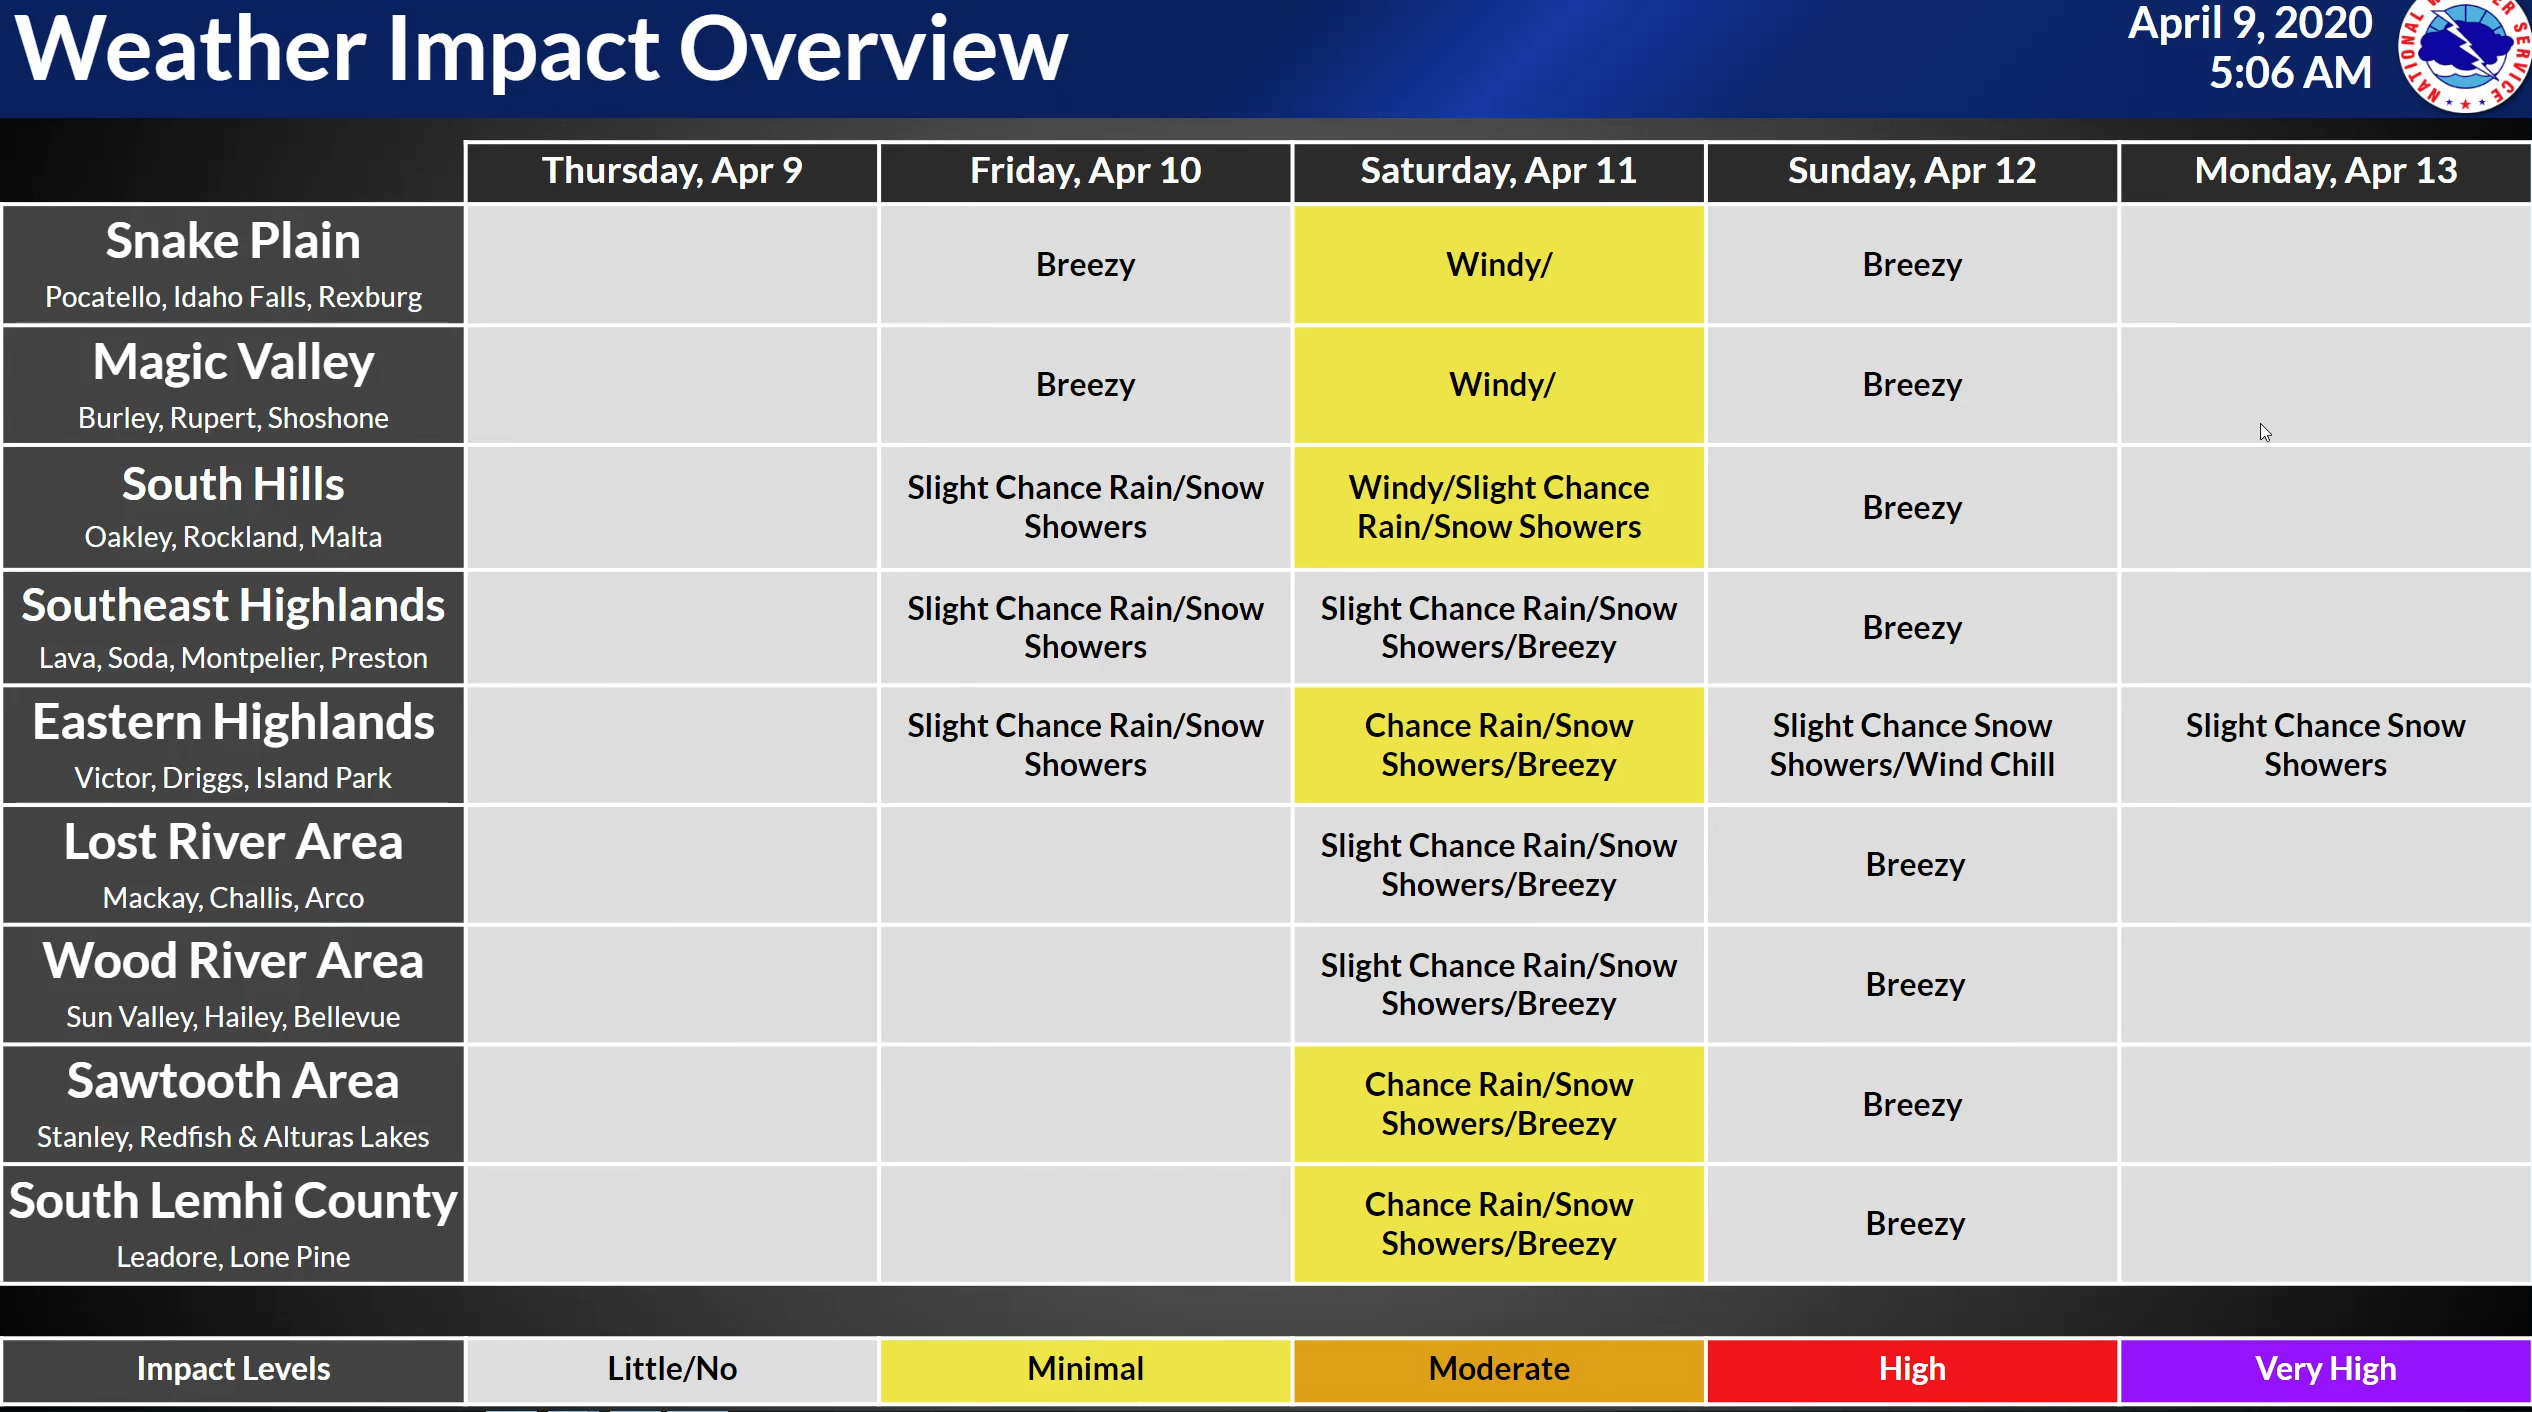 Weather Impact Overview
April 9, 2020
5:06 AM
NATIONAL WEATHER SERVICE
Thursday, Apr 9
Friday, Apr 10
Saturday, Apr 11
Sunday, Apr 12
Monday, Apr 13
Snake Plain
Pocatello, Idaho Falls, Rexburg
Breezy
Windy/
Breezy
Magic Valley
Burley, Rupert, Shoshone
Breezy
Windy/
Breezy
South Hills
Oakley, Rockland, Malta
Slight Chance Rain/Snow
Showers
Windy/Slight Chance
Rain/Snow Showers
Breezy
Southeast Highlands
Lava, Soda, Montpelier, Preston
Slight Chance Rain/Snow
Showers
Slight Chance Rain/Snow
Showers/Breezy
Breezy
Eastern Highlands
Victor, Driggs, Island Park
Slight Chance Rain/Snow
Showers
Chance Rain/Snow
Showers/Breezy
Slight Chance Snow
Showers/Wind Chill
Slight Chance Snow
Showers
Lost River Area
Mackay, Challis, Arco
Slight Chance Rain/Snow
Showers/Breezy
Breezy
Wood River Area
Sun Valley, Hailey, Bellevue
Slight Chance Rain/Snow
Showers/Breezy
Breezy
Sawtooth Area
Stanley, Redfish & Alturas Lakes
Chance Rain/Snow
Showers/Breezy
Breezy
South Lemhi County
Leadore, Lone Pine
Chance Rain/Snow
Showers/Breezy
Breezy
Impact Levels
Little/No
Minimal
Moderate
High
Very High